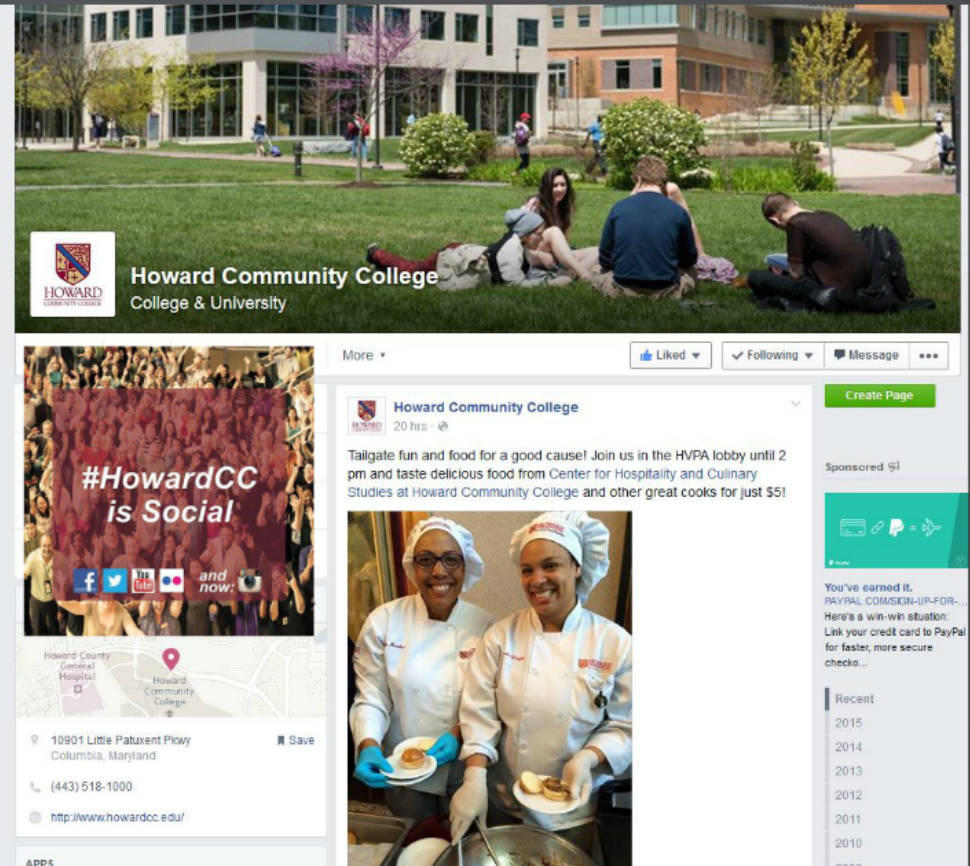 HOWARD
COMMUNITY COLLEGE
Howard Community College
College & University
More
Liked
Following
Message
#HowardCC
is Social
f
You
Tube
and
now:
Howard County
General
Hospital
Howard
Community
College
10901 Little Patuxent Pkwy
Save
Columbia, Maryland
(443) 518-1000
http://www.howardcc.edu/
APPS
HOWARD
Howard Community College
20 hrs ·
Tailgate fun and food for a good cause! Join us in the HVPA lobby until 2
pm and taste delicious food from Center for Hospitality and Culinary
Studies at Howard Community College and other great cooks for just $5!
HOWARD
Create Page
Sponsored
P =
PayPal
You've earned it.
PAYPAL.COM/SIGN-UP-FOR-...
Here's a win-win situation:
Link your credit card to PayPal
for faster, more secure
checko...
Recent
2015
2014
2013
2012
2011
2010